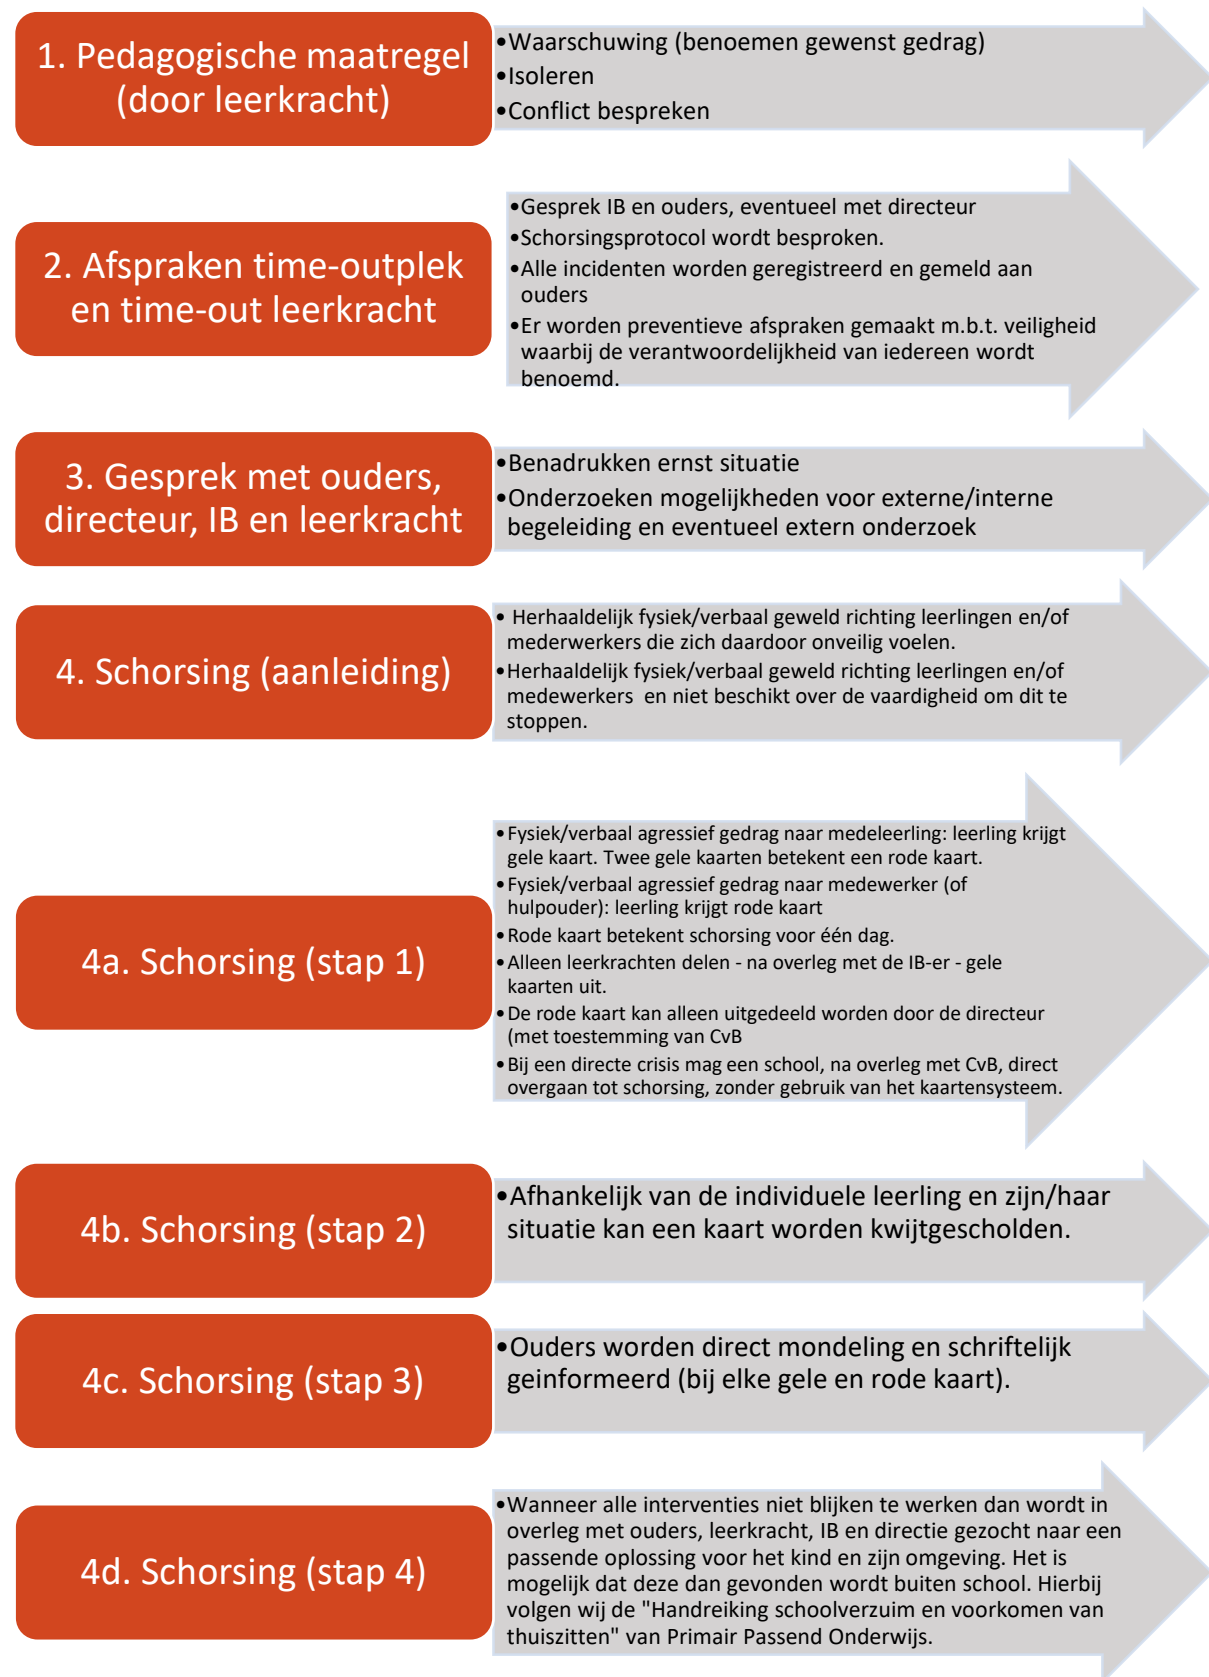 1. Pedagogische maatregel
(door leerkracht)
•Waarschuwing (benoemen gewenst gedrag)
•Isoleren
•Conflict bespreken
2. Afspraken time-outplek
en time-out leerkracht
•Gesprek IB en ouders, eventueel met directeur
•Schorsingsprotocol wordt besproken.
•Alle incidenten worden geregistreerd en gemeld aan
ouders
•Er worden preventieve afspraken gemaakt m.b.t. veiligheid
waarbij de verantwoordelijkheid van iedereen wordt
benoemd.
3. Gesprek met ouders,
directeur, IB en leerkracht
•Benadrukken ernst situatie
•Onderzoeken mogelijkheden voor externe/interne
begeleiding en eventueel extern onderzoek
4. Schorsing (aanleiding)
• Herhaaldelijk fysiek/verbaal geweld richting leerlingen en/of
mederwerkers die zich daardoor onveilig voelen.
•Herhaaldelijk fysiek/verbaal geweld richting leerlingen en/of
medewerkers  en niet beschikt over de vaardigheid om dit te
stoppen.
4a. Schorsing (stap 1)
•Fysiek/verbaal agressief gedrag naar medeleerling: leerling krijgt
gele kaart. Twee gele kaarten betekent een rode kaart.
•Fysiek/verbaal agressief gedrag naar medewerker (of
hulpouder): leerling krijgt rode kaart
•Rode kaart betekent schorsing voor één dag.
•Alleen leerkrachten delen - na overleg met de IB-er - gele
kaarten uit.
•De rode kaart kan alleen uitgedeeld worden door de directeur
(met toestemming van CvB
•Bij een directe crisis mag een school, na overleg met CvB, direct
overgaan tot schorsing, zonder gebruik van het kaartensysteem.
4b. Schorsing (stap 2)
•Afhankelijk van de individuele leerling en zijn/haar
situatie kan een kaart worden kwijtgescholden.
4c. Schorsing (stap 3)
•Ouders worden direct mondeling en schriftelijk
geinformeerd (bij elke gele en rode kaart).
4d. Schorsing (stap 4)
•Wanneer alle interventies niet blijken te werken dan wordt in
overleg met ouders, leerkracht, IB en directie gezocht naar een
passende oplossing voor het kind en zijn omgeving. Het is
mogelijk dat deze dan gevonden wordt buiten school. Hierbij
volgen wij de "Handreiking schoolverzuim en voorkomen van
thuiszitten" van Primair Passend Onderwijs.